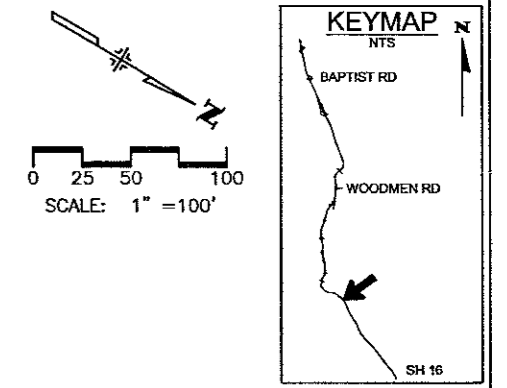 N
0 25 50 100
SCALE: 1" =100'
KEYMAP
NTS
N
BAPTIST RD
WOODMEN RD
SH 16